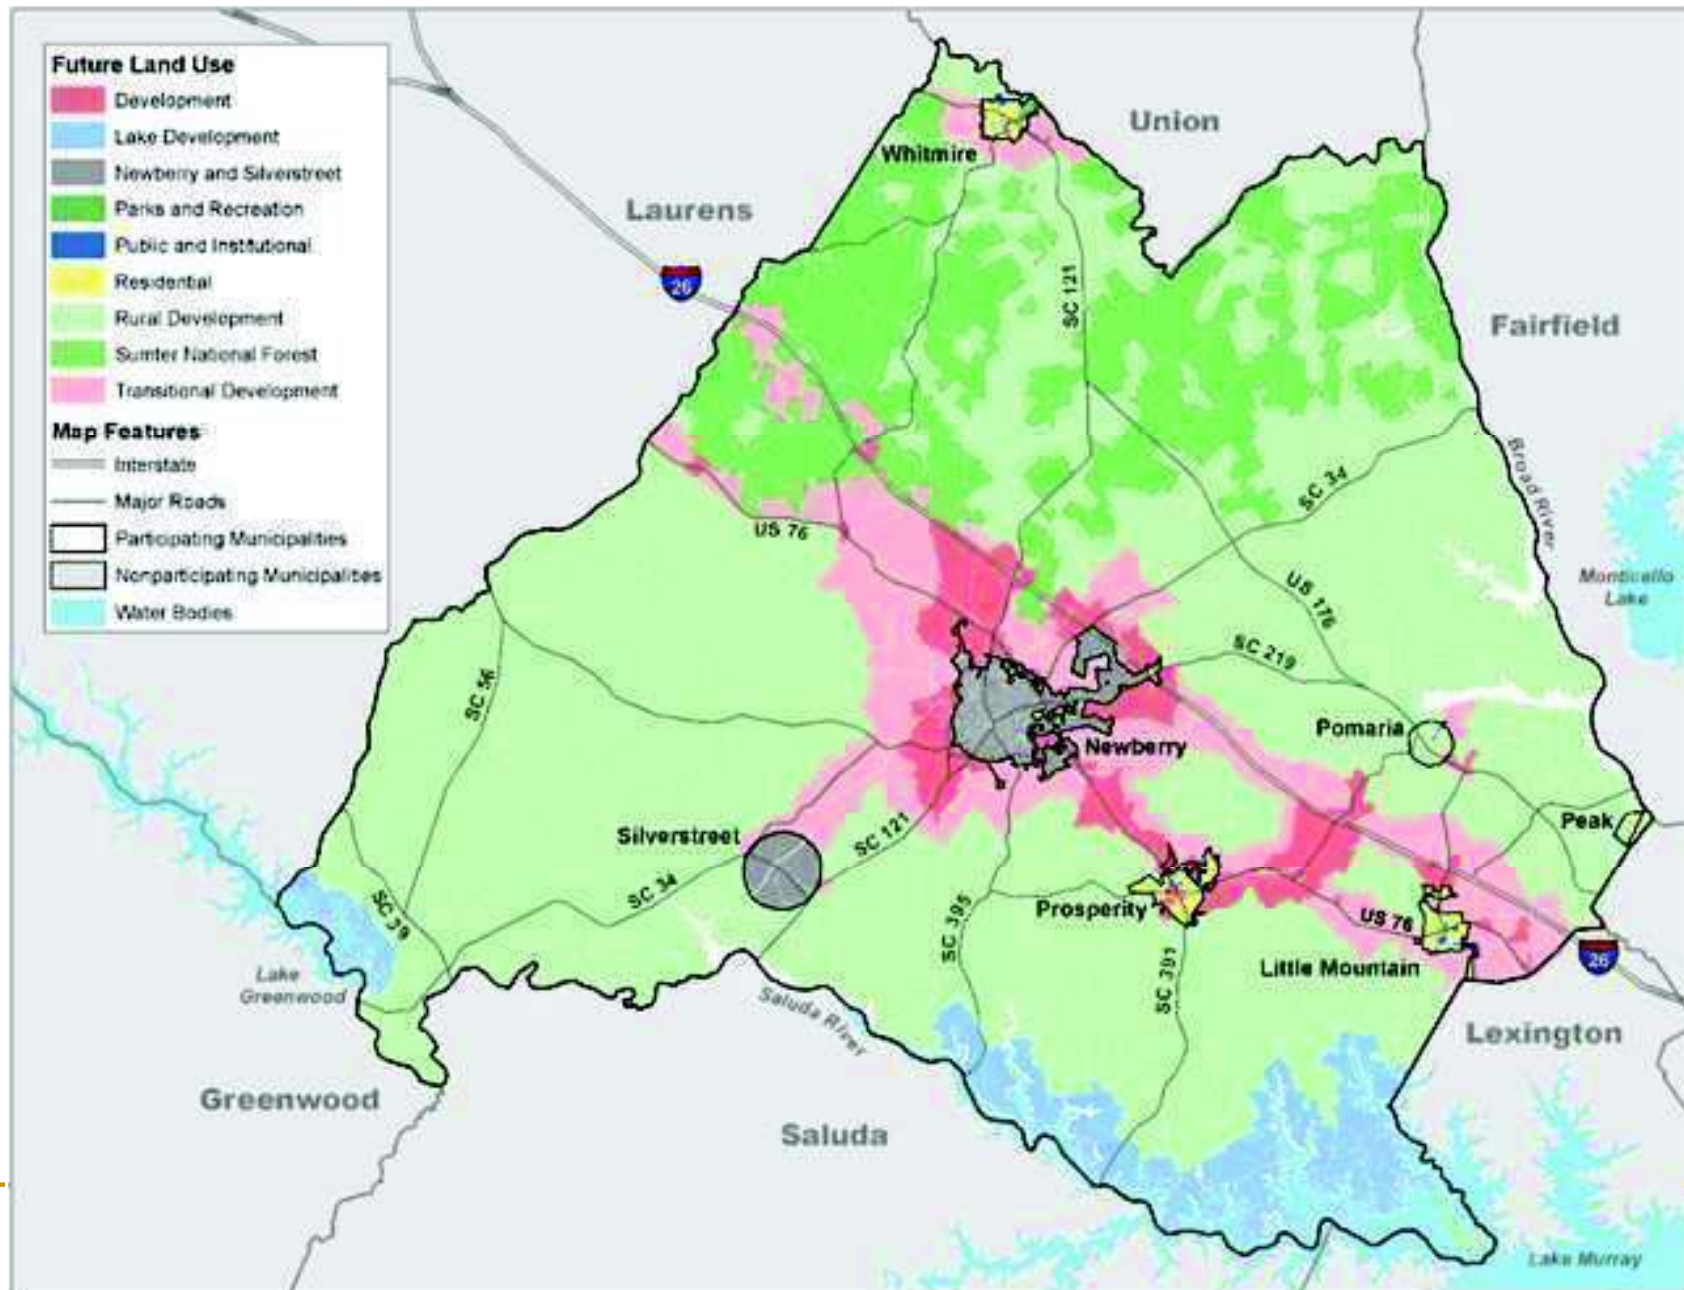 Future Land Use
Development
Lake Development
Newberry and Silverstreet
Parks and Recreation
Public and Institutional
Residential
Rural Development
Sumter National Forest
Transitional Development
Map Features
Interstate
Major Roads
Participating Municipalities
Nonparticipating Municipalities
Water Bodies
Union
Whitmire
Laurens
26
SC 121
Fairfield
SC 34
Broad River
US 76
Monticello
Lake
US 176
SC 219
SC 56
Pomaria
Newberry
Peak
Silverstreet
SC 121
SC 34
SC 39
Prosperity
SC 395
US 76
Little Mountain
26
SC 391
Lake
Greenwood
Saluda River
Lexington
Greenwood
Saluda
Lake Murray